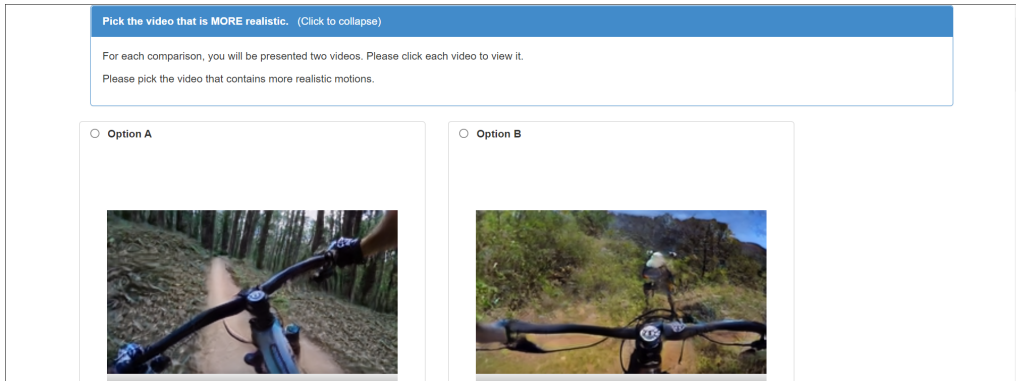 Pick the video that is MORE realistic. (Click to collapse)
For each comparison, you will be presented two videos. Please click each video to view it.
Please pick the video that contains more realistic motions.
Option A
Option B